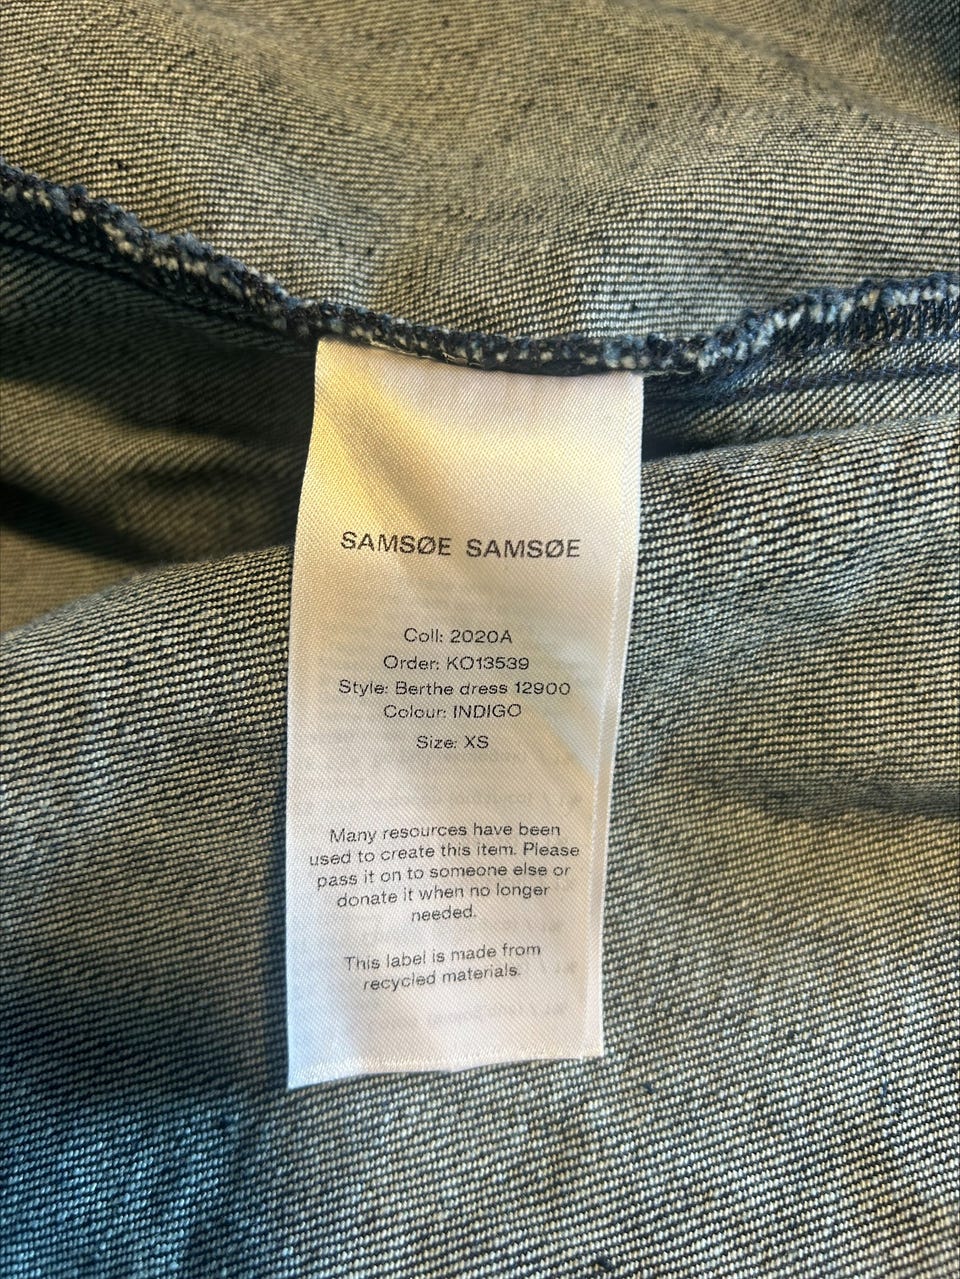 SAMSØE SAMSØE
Coll: 2020A
Order: KO13539
Style: Berthe dress 12900
Colour: INDIGO
Size: XS
Many resources have been
used to create this item. Please
pass it on to someone else or
donate it when no longer
needed.
This label is made from
recycled materials.